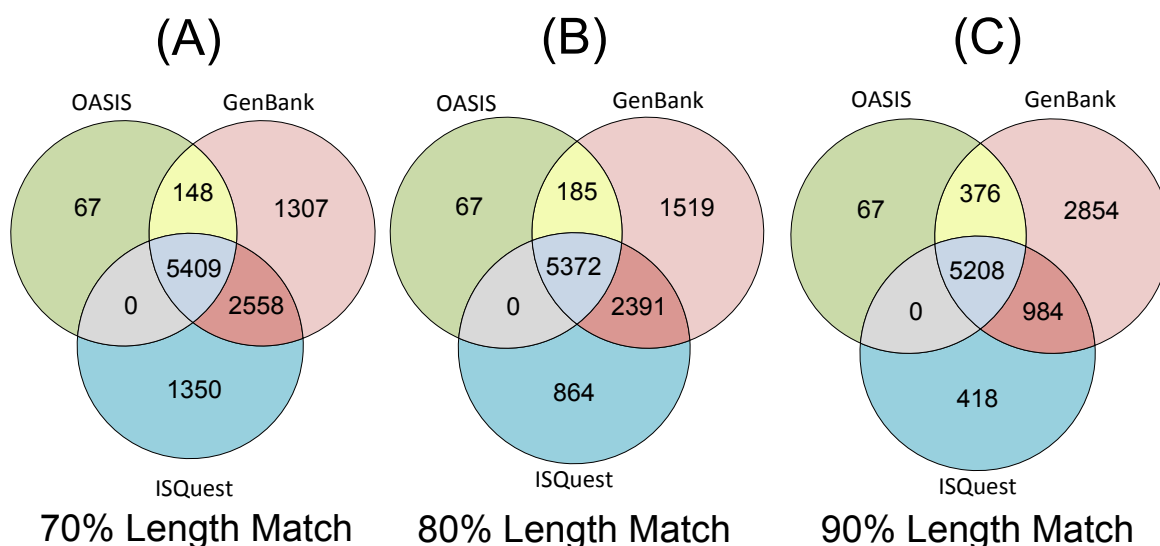 (A)
OASIS
GenBank
67
148
1307
5409
0
2558
1350
ISQuest
70% Length Match
(B)
OASIS
GenBank
67
185
1519
5372
0
2391
864
ISQuest
80% Length Match
(C)
OASIS
GenBank
67
376
2854
5208
0
984
418
ISQuest
90% Length Match